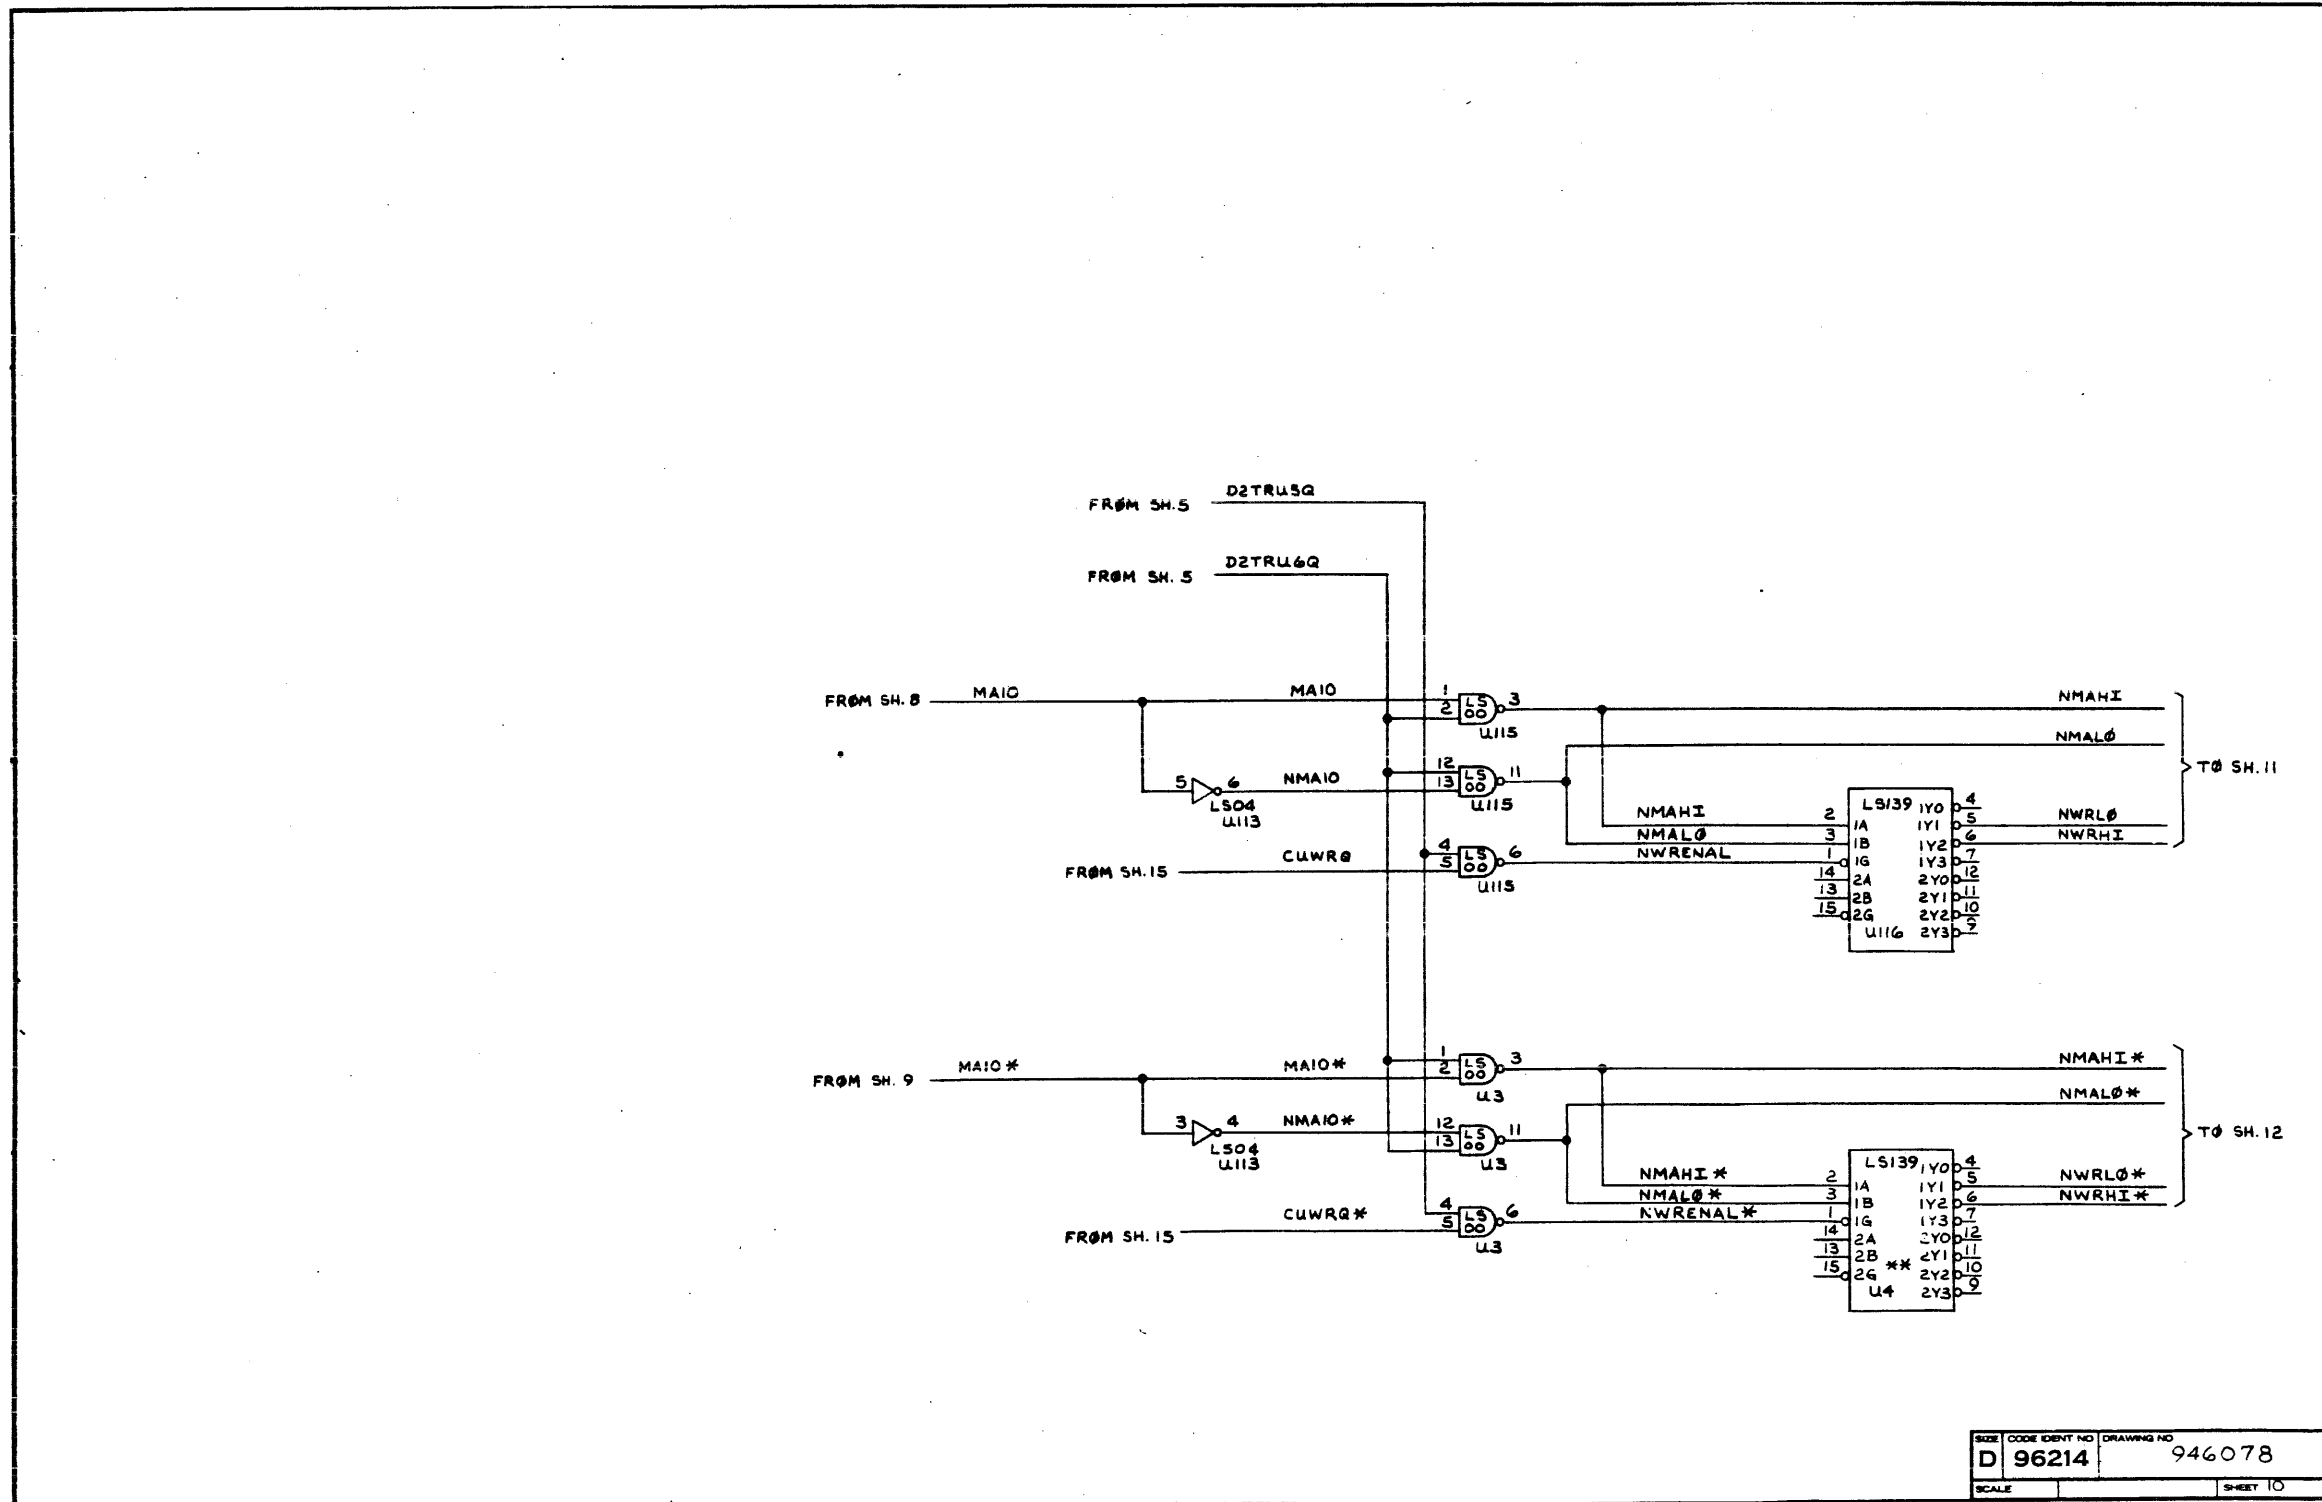 D2TRU5Q
FRØM SH.5
D2TRU6Q
FRØM SH. 5
FRØM SH. 8 MA10 MA10 1 2 LS 00 3 U115 NMAHI
NMALØ
TØ SH.11
5 6 LS04 U113 NMA10 12 13 LS 00 11 U115
NMAHI 2 1A LS139 1Y0 4
NMALØ 3 1B 1Y1 5 NWRLØ
FRØM SH.15 CUWRQ 4 5 LS 00 6 U115 NWRENAL 1 1G 1Y2 6 NWRHI
1Y3 7
14 2A 2Y0 12
13 2B 2Y1 11
15 2G 2Y2 10
U116 2Y3 7
FRØM SH. 9 MA10* MA10* 1 2 LS 00 3 U3 NMAHI*
NMALØ*
TØ SH.12
3 4 LS04 U113 NMA10* 12 13 LS 00 11 U3
NMAHI* 2 1A LS139 1Y0 4
NMALØ* 3 1B 1Y1 5 NWRLØ*
FRØM SH.15 CUWRQ* 4 5 LS 00 6 U3 NWRENAL* 1 1G 1Y2 6 NWRHI*
1Y3 7
14 2A 2Y0 12
13 2B ** 2Y1 11
15 2G 2Y2 10
U4 2Y3 9
SIZE CODE IDENT NO DRAWING NO
D 96214 946078
SCALE SHEET 10